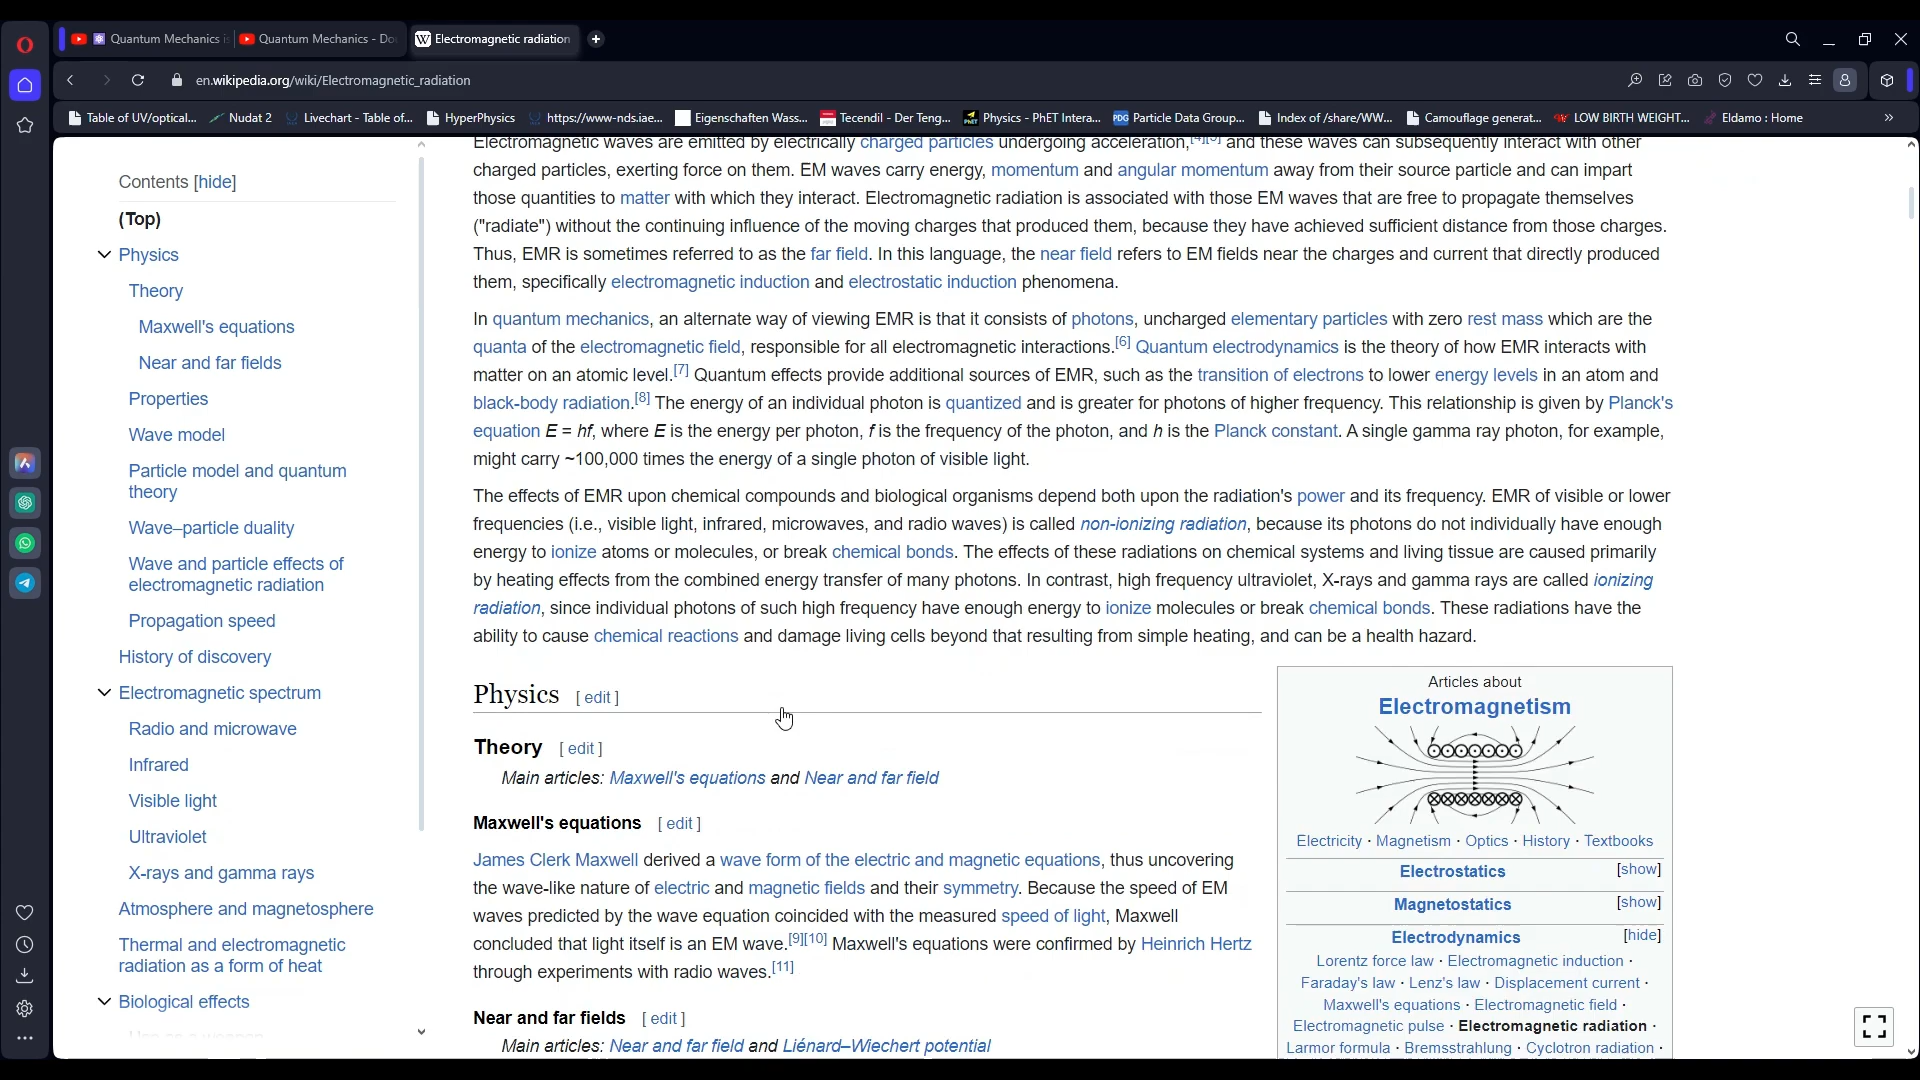 Quantum Mechanics i
Quantum Mechanics - Do
W Electromagnetic radiation
en.wikipedia.org/wiki/Electromagnetic_radiation
Table of UV/optical...
Nudat 2
Livechart - Table of...
HyperPhysics
https://www-nds.iae...
Eigenschaften Wass...
Tecendil - Der Teng...
Physics - PhET Intera...
PDG Particle Data Group...
Index of /share/WW...
Camouflage generat...
LOW BIRTH WEIGHT...
Eldamo : Home
Contents [hide]
(Top)
Physics
Theory
Maxwell's equations
Near and far fields
Properties
Wave model
Particle model and quantum
theory
Wave–particle duality
Wave and particle effects of
electromagnetic radiation
Propagation speed
History of discovery
Electromagnetic spectrum
Radio and microwave
Infrared
Visible light
Ultraviolet
X-rays and gamma rays
Atmosphere and magnetosphere
Thermal and electromagnetic
radiation as a form of heat
Biological effects
Electromagnetic waves are emitted by electrically charged particles undergoing acceleration,[4][5] and these waves can subsequently interact with other
charged particles, exerting force on them. EM waves carry energy, momentum and angular momentum away from their source particle and can impart
those quantities to matter with which they interact. Electromagnetic radiation is associated with those EM waves that are free to propagate themselves
("radiate") without the continuing influence of the moving charges that produced them, because they have achieved sufficient distance from those charges.
Thus, EMR is sometimes referred to as the far field. In this language, the near field refers to EM fields near the charges and current that directly produced
them, specifically electromagnetic induction and electrostatic induction phenomena.
In quantum mechanics, an alternate way of viewing EMR is that it consists of photons, uncharged elementary particles with zero rest mass which are the
quanta of the electromagnetic field, responsible for all electromagnetic interactions.[6] Quantum electrodynamics is the theory of how EMR interacts with
matter on an atomic level.[7] Quantum effects provide additional sources of EMR, such as the transition of electrons to lower energy levels in an atom and
black-body radiation.[8] The energy of an individual photon is quantized and is greater for photons of higher frequency. This relationship is given by Planck's
equation E = hf, where E is the energy per photon, f is the frequency of the photon, and h is the Planck constant. A single gamma ray photon, for example,
might carry ~100,000 times the energy of a single photon of visible light.
The effects of EMR upon chemical compounds and biological organisms depend both upon the radiation's power and its frequency. EMR of visible or lower
frequencies (i.e., visible light, infrared, microwaves, and radio waves) is called non-ionizing radiation, because its photons do not individually have enough
energy to ionize atoms or molecules, or break chemical bonds. The effects of these radiations on chemical systems and living tissue are caused primarily
by heating effects from the combined energy transfer of many photons. In contrast, high frequency ultraviolet, X-rays and gamma rays are called ionizing
radiation, since individual photons of such high frequency have enough energy to ionize molecules or break chemical bonds. These radiations have the
ability to cause chemical reactions and damage living cells beyond that resulting from simple heating, and can be a health hazard.
Physics [ edit ]
Theory [ edit ]
Main articles: Maxwell's equations and Near and far field
Maxwell's equations [ edit ]
James Clerk Maxwell derived a wave form of the electric and magnetic equations, thus uncovering
the wave-like nature of electric and magnetic fields and their symmetry. Because the speed of EM
waves predicted by the wave equation coincided with the measured speed of light, Maxwell
concluded that light itself is an EM wave.[9][10] Maxwell's equations were confirmed by Heinrich Hertz
through experiments with radio waves.[11]
Near and far fields [ edit ]
Main articles: Near and far field and Liénard–Wiechert potential
Articles about
Electromagnetism
Electricity · Magnetism · Optics · History · Textbooks
Electrostatics [show]
Magnetostatics [show]
Electrodynamics [hide]
Lorentz force law · Electromagnetic induction ·
Faraday's law · Lenz's law · Displacement current ·
Maxwell's equations · Electromagnetic field ·
Electromagnetic pulse · Electromagnetic radiation ·
Larmor formula · Bremsstrahlung · Cyclotron radiation ·